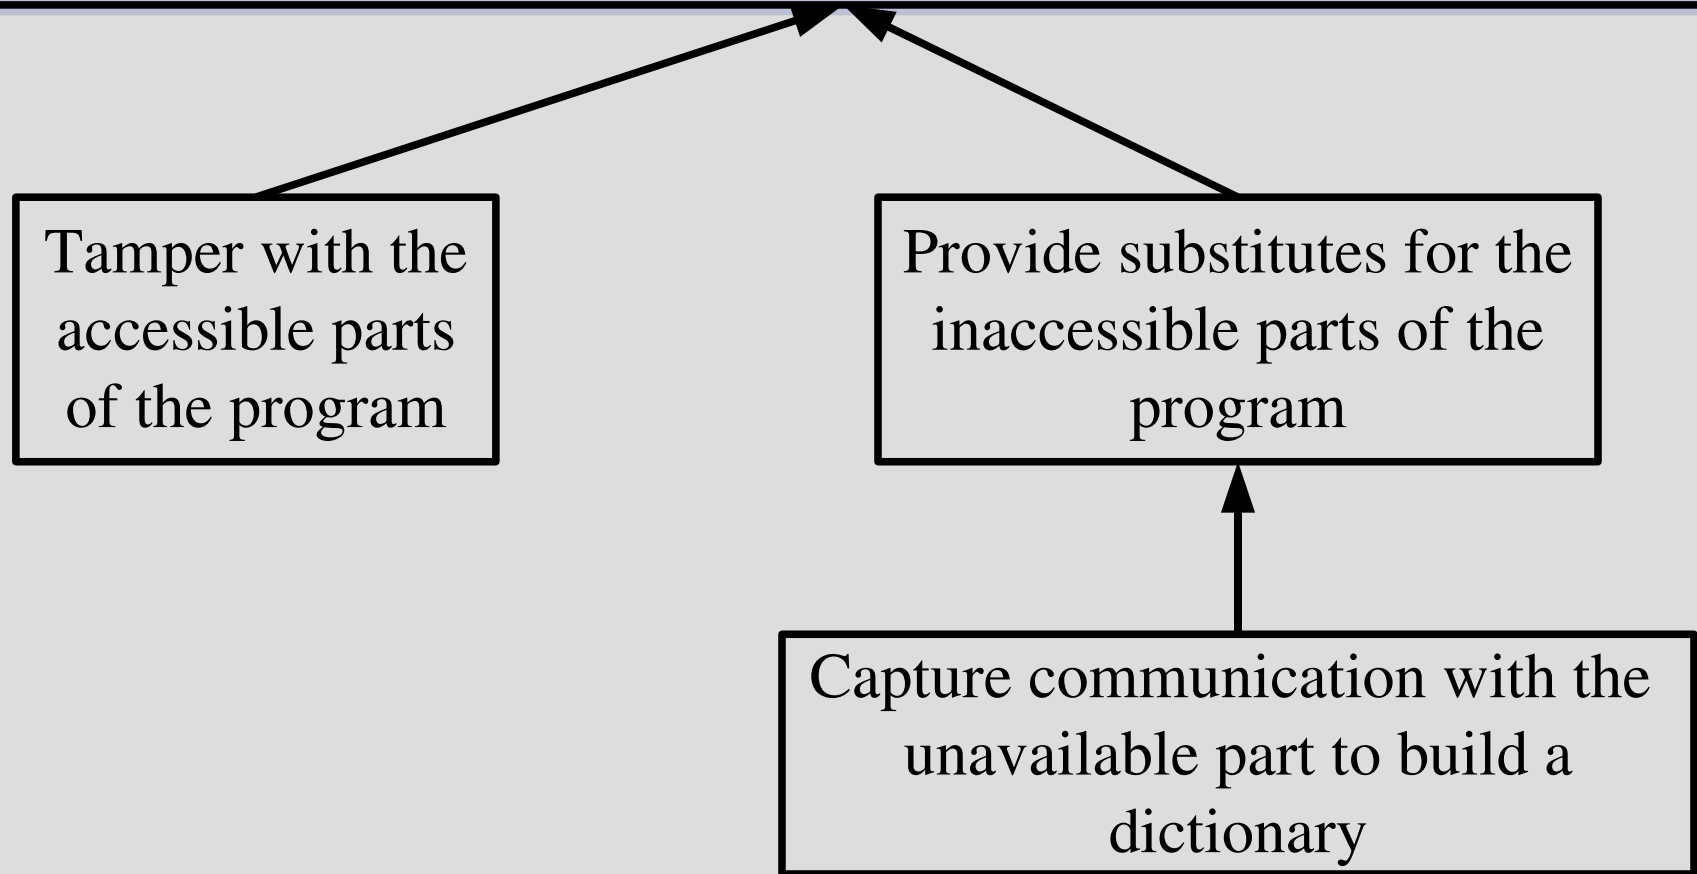 Tamper with the
accessible parts
of the program
Provide substitutes for the
inaccessible parts of the
program
Capture communication with the
unavailable part to build a
dictionary